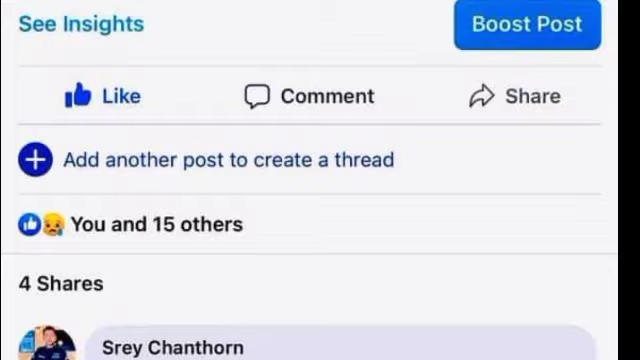 See Insights
Boost Post
Like
Comment
Share
Add another post to create a thread
You and 15 others
4 Shares
Srey Chanthorn